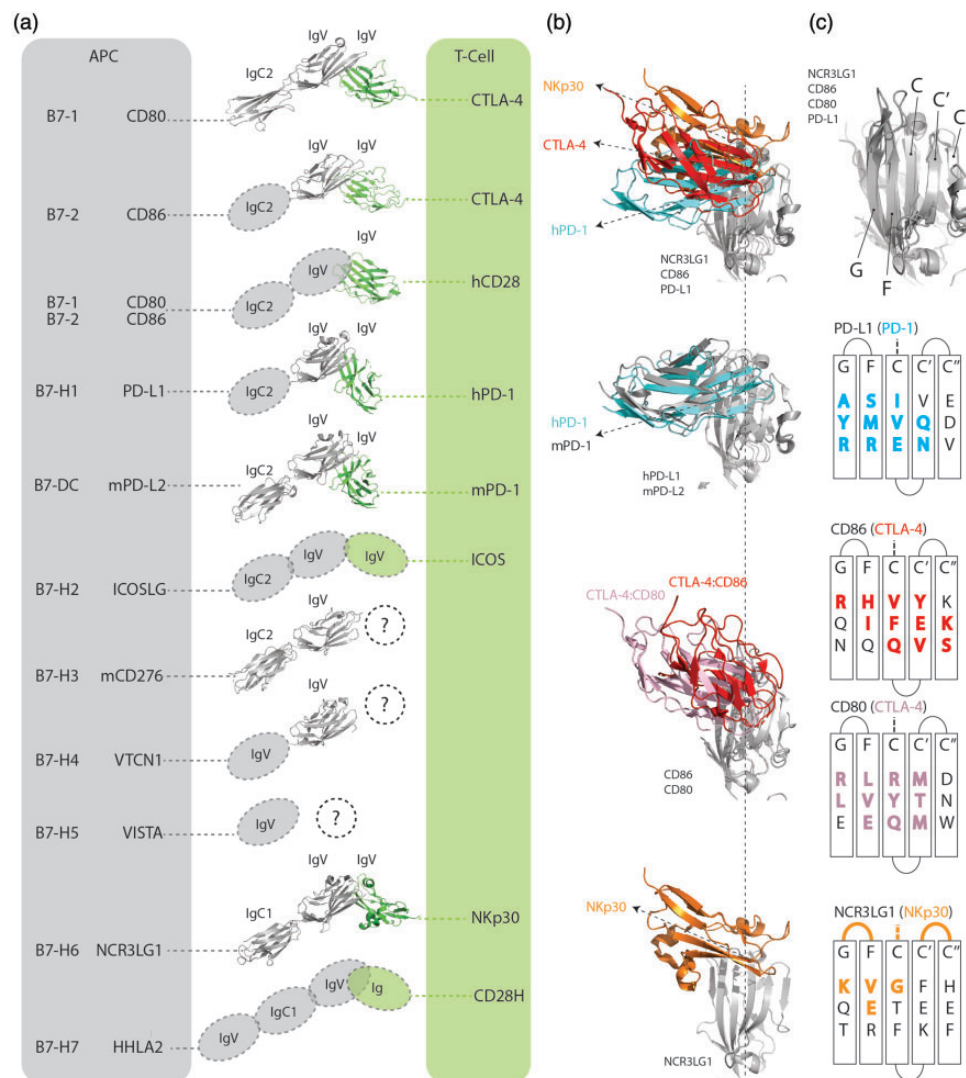 (a)
APC
T-Cell
IgV IgV
IgC2
B7-1 CD80 CTLA-4
IgV
B7-2 CD86 IgC2 CTLA-4
IgV
IgV
B7-1 CD80 IgC2 hCD28
B7-2 CD86
IgV IgV
B7-H1 PD-L1 IgC2 hPD-1
IgV IgV
IgC2
B7-DC mPD-L2 mPD-1
IgV IgV
IgC2
B7-H2 ICOSLG ICOS
IgV
IgC2 ?
B7-H3 mCD276
IgV
?
B7-H4 VTCN1 IgV
B7-H5 VISTA IgV ?
IgV IgV
IgC1
B7-H6 NCR3LG1 NKp30
IgV Ig
IgC1
IgV
B7-H7 HHLA2 CD28H
(b)
NKp30
CTLA-4
hPD-1
NCR3LG1
CD86
PD-L1
hPD-1
mPD-1
hPD-L1
mPD-L2
CTLA-4:CD86
CTLA-4:CD80
CD86
CD80
NKp30
NCR3LG1
(c)
NCR3LG1
CD86
CD80
PD-L1
C
C'
C
G
F
PD-L1 (PD-1)
G F C C' C"
A S I V E
Y M V Q D
R R E N V
CD86 (CTLA-4)
G F C C' C"
R H V Y K
Q I F E K
N Q Q V S
CD80 (CTLA-4)
G F C C' C"
R L R M D
L V Y T N
E E Q M W
NCR3LG1 (NKp30)
G F C C' C"
K V G F H
Q E T E E
T R F K F